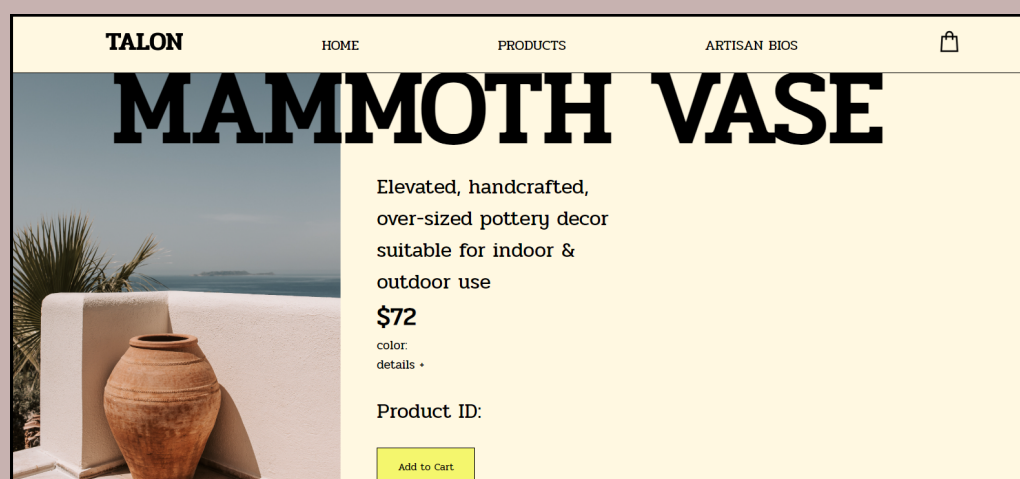 TALON
HOME
PRODUCTS
ARTISAN BIOS
MAMMOTH VASE
Elevated, handcrafted,
over-sized pottery decor
suitable for indoor &
outdoor use
$72
color:
details +
Product ID:
Add to Cart